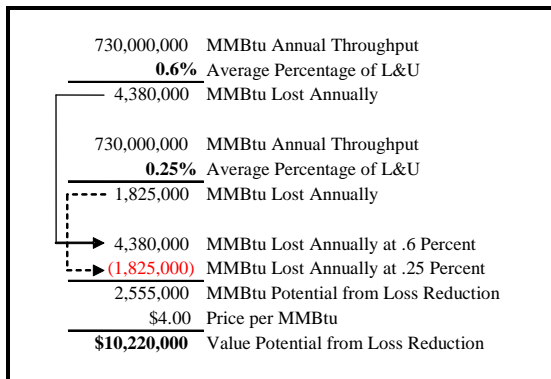 730,000,000 MMBtu Annual Throughput
0.6% Average Percentage of L&U
4,380,000 MMBtu Lost Annually
730,000,000 MMBtu Annual Throughput
0.25% Average Percentage of L&U
1,825,000 MMBtu Lost Annually
4,380,000 MMBtu Lost Annually at .6 Percent
(1,825,000) MMBtu Lost Annually at .25 Percent
2,555,000 MMBtu Potential from Loss Reduction
$4.00 Price per MMBtu
$10,220,000 Value Potential from Loss Reduction